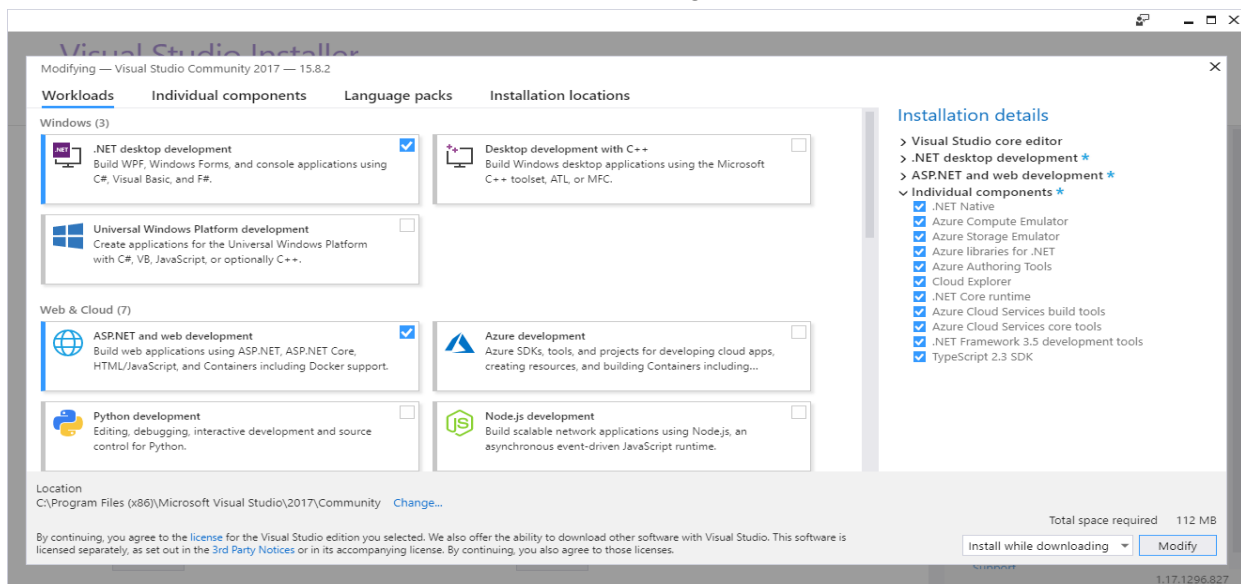 Visual Studio Installer
Modifying — Visual Studio Community 2017 — 15.8.2
Workloads Individual components Language packs Installation locations
Windows (3)
.NET
.NET desktop development
Build WPF, Windows Forms, and console applications using
C#, Visual Basic, and F#.
Desktop development with C++
Build Windows desktop applications using the Microsoft
C++ toolset, ATL, or MFC.
Universal Windows Platform development
Create applications for the Universal Windows Platform
with C#, VB, JavaScript, or optionally C++.
Web & Cloud (7)
ASP.NET and web development
Build web applications using ASP.NET, ASP.NET Core,
HTML/JavaScript, and Containers including Docker support.
Azure development
Azure SDKs, tools, and projects for developing cloud apps,
creating resources, and building Containers including...
Python development
Editing, debugging, interactive development and source
control for Python.
JS
Node.js development
Build scalable network applications using Node.js, an
asynchronous event-driven JavaScript runtime.
Installation details
Visual Studio core editor
.NET desktop development *
ASP.NET and web development *
Individual components *
.NET Native
Azure Compute Emulator
Azure Storage Emulator
Azure libraries for .NET
Azure Authoring Tools
Cloud Explorer
.NET Core runtime
Azure Cloud Services build tools
Azure Cloud Services core tools
.NET Framework 3.5 development tools
TypeScript 2.3 SDK
Location
C:\Program Files (x86)\Microsoft Visual Studio\2017\Community Change...
Total space required 112 MB
By continuing, you agree to the license for the Visual Studio edition you selected. We also offer the ability to download other software with Visual Studio. This software is
licensed separately, as set out in the 3rd Party Notices or in its accompanying license. By continuing, you also agree to those licenses.
Install while downloading Modify
Support
1.17.1296.827